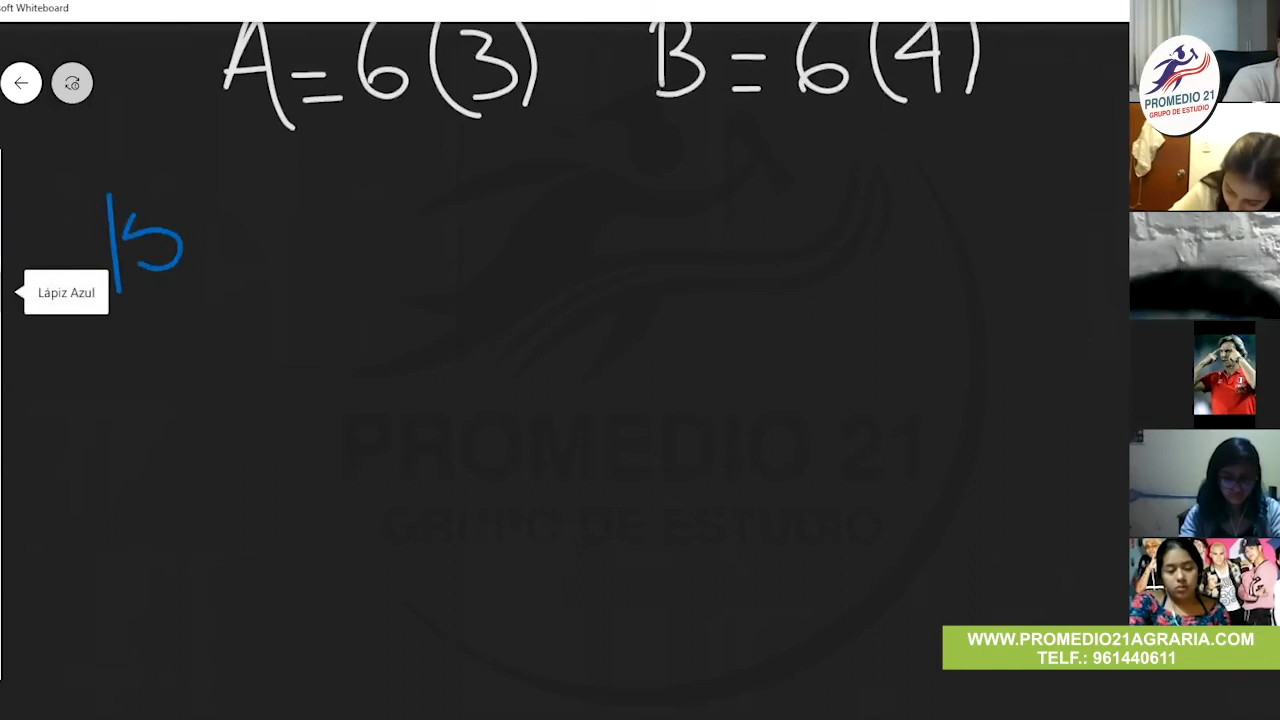 soft Whiteboard
A = 6 (3) B = 6 (4)
15
Lápiz Azul
PROMEDIO 21
GRUPO DE ESTUDIO
PROMEDIO 21
GRUPO DE ESTUDIO
WWW.PROMEDIO21AGRARIA.COM
TELF.: 961440611